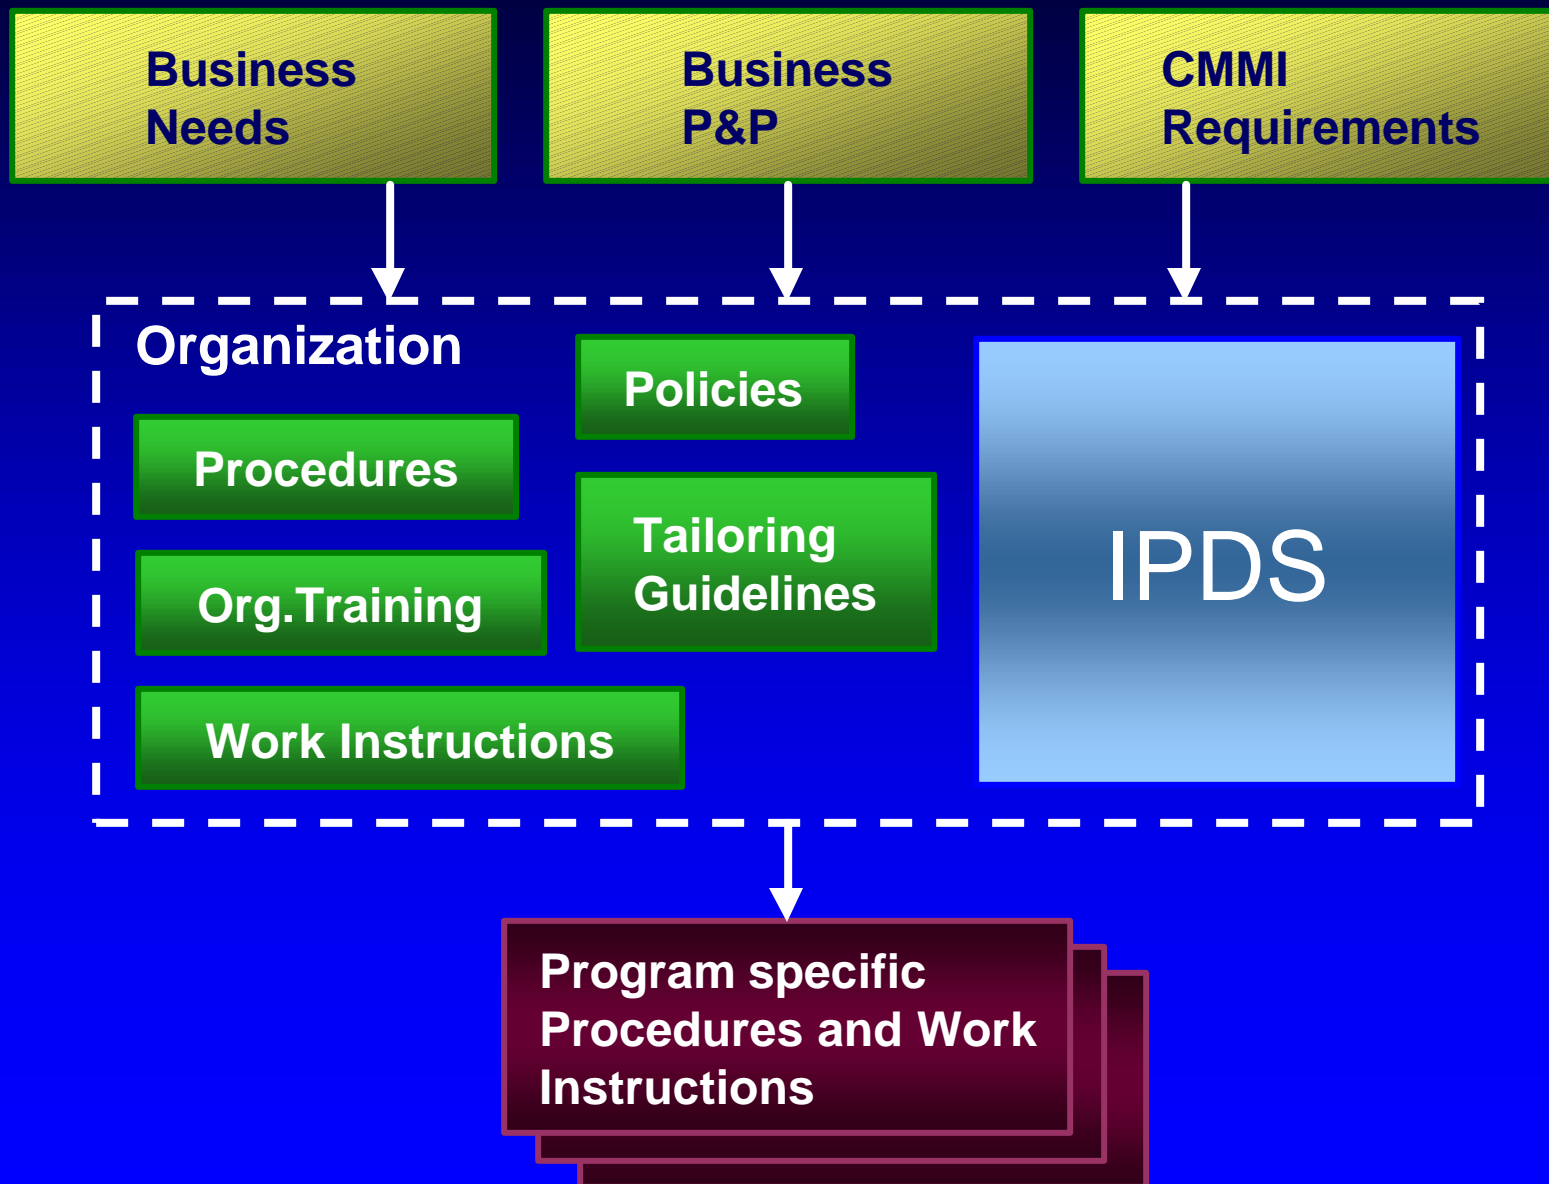 Business
Needs
Business
P&P
CMMI
Requirements
Organization
Policies
Procedures
Tailoring
Guidelines
Org.Training
Work Instructions
IPDS
Program specific
Procedures and Work
Instructions